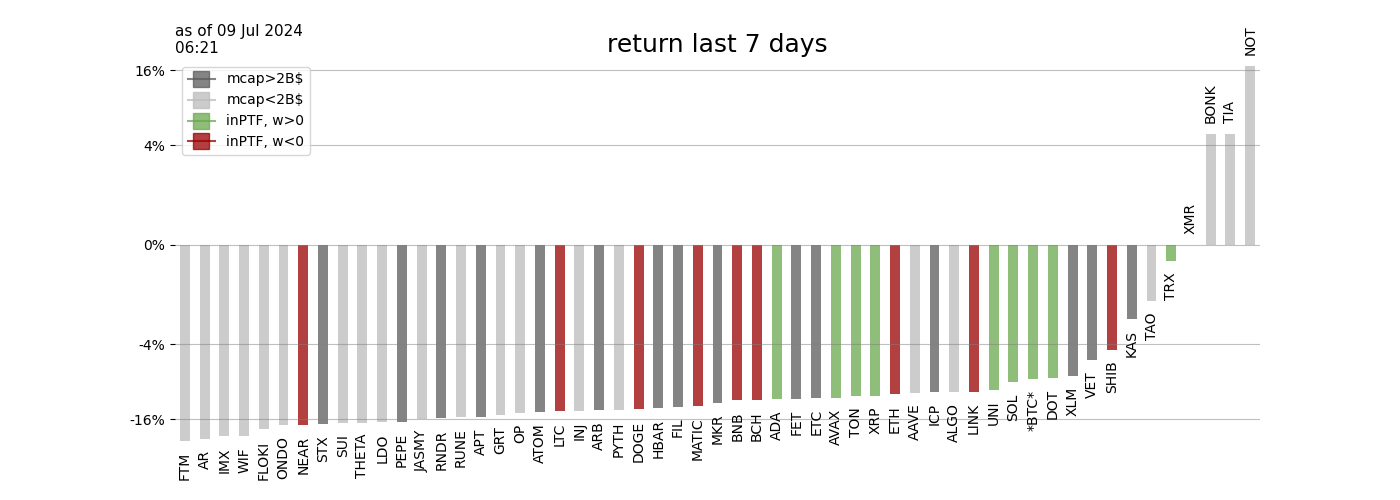 as of 09 Jul 2024
06:21
return last 7 days
mcap>2B$
mcap<2B$
inPTF, w>0
inPTF, w<0
16%
4%
0%
-4%
-16%
FTM
AR
IMX
WIF
FLOKI
ONDO
NEAR
STX
SUI
THETA
LDO
PEPE
JASMY
RNDR
RUNE
APT
GRT
OP
ATOM
LTC
INJ
ARB
PYTH
DOGE
HBAR
FIL
MATIC
MKR
BNB
BCH
ADA
FET
ETC
AVAX
TON
XRP
ETH
AAVE
ICP
ALGO
LINK
UNI
SOL
*BTC*
DOT
XLM
VET
SHIB
KAS
TAO
TRX
XMR
BONK
TIA
NOT